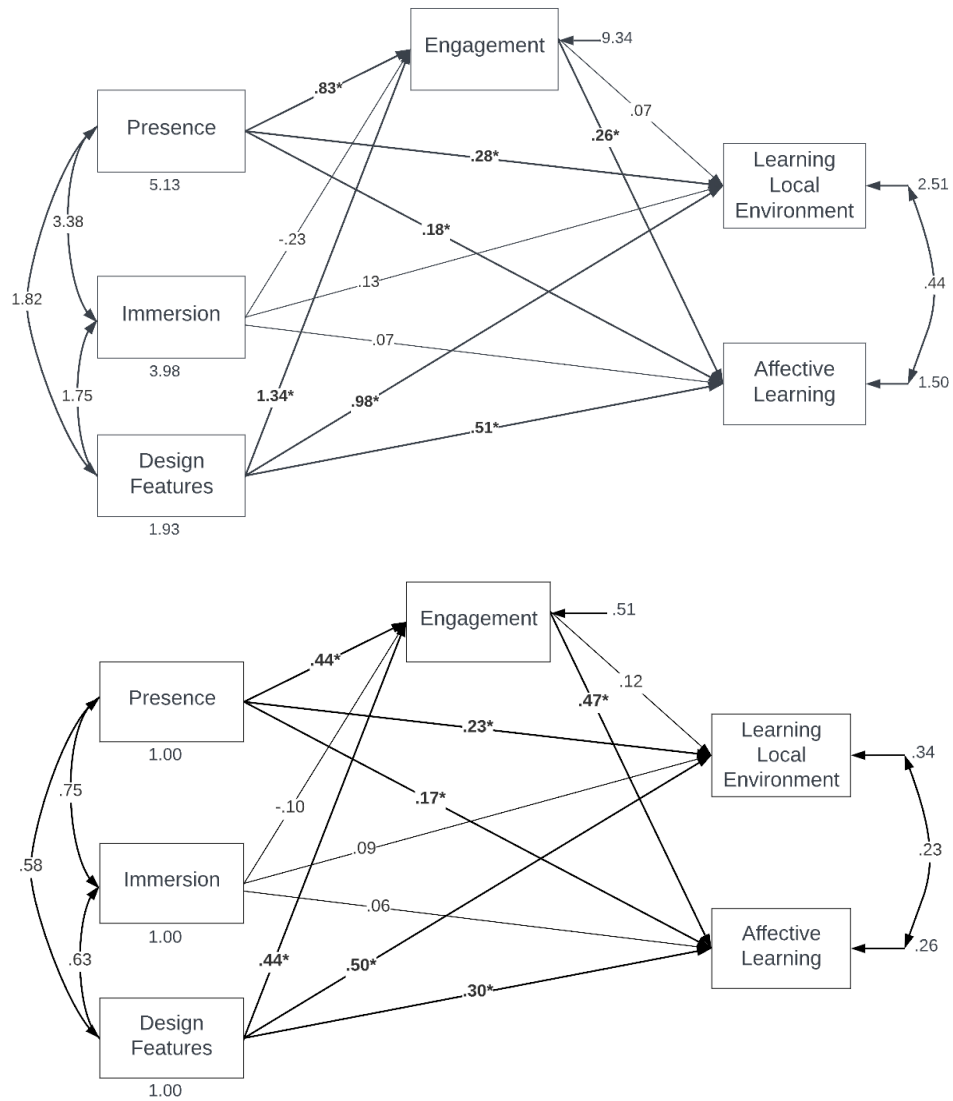 Engagement
9.34
.83*
.07
.26*
Presence
5.13
.28*
Learning
Local
Environment
2.51
3.38
-.23
.18*
.13
.44
1.82
Immersion
3.98
.07
1.75
1.34*
.98*
.51*
Affective
Learning
1.50
Design
Features
1.93
Engagement
.51
.44*
.12
.47*
Presence
1.00
.23*
Learning
Local
Environment
.34
.75
-.10
.17*
.09
.23
.58
Immersion
1.00
.06
.63
.44*
.50*
.30*
Affective
Learning
.26
Design
Features
1.00